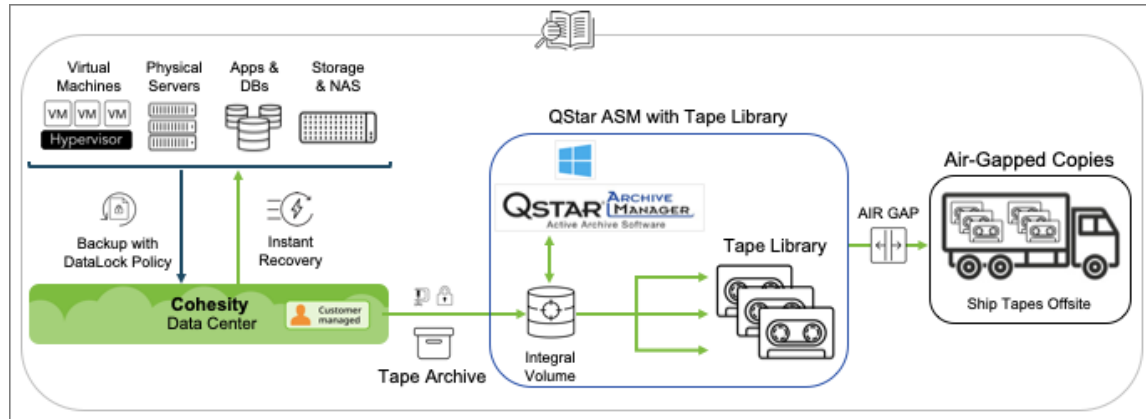 Virtual
Machines
Physical
Servers
Apps &
DBs
Storage
& NAS
VM
VM
VM
Hypervisor
Backup with
DataLock Policy
Instant
Recovery
Cohesity
Data Center
Customer
managed
Tape Archive
QStar ASM with Tape Library
QSTAR® ARCHIVE
MANAGER
Active Archive Software
Integral
Volume
Tape Library
AIR GAP
Air-Gapped Copies
Ship Tapes Offsite